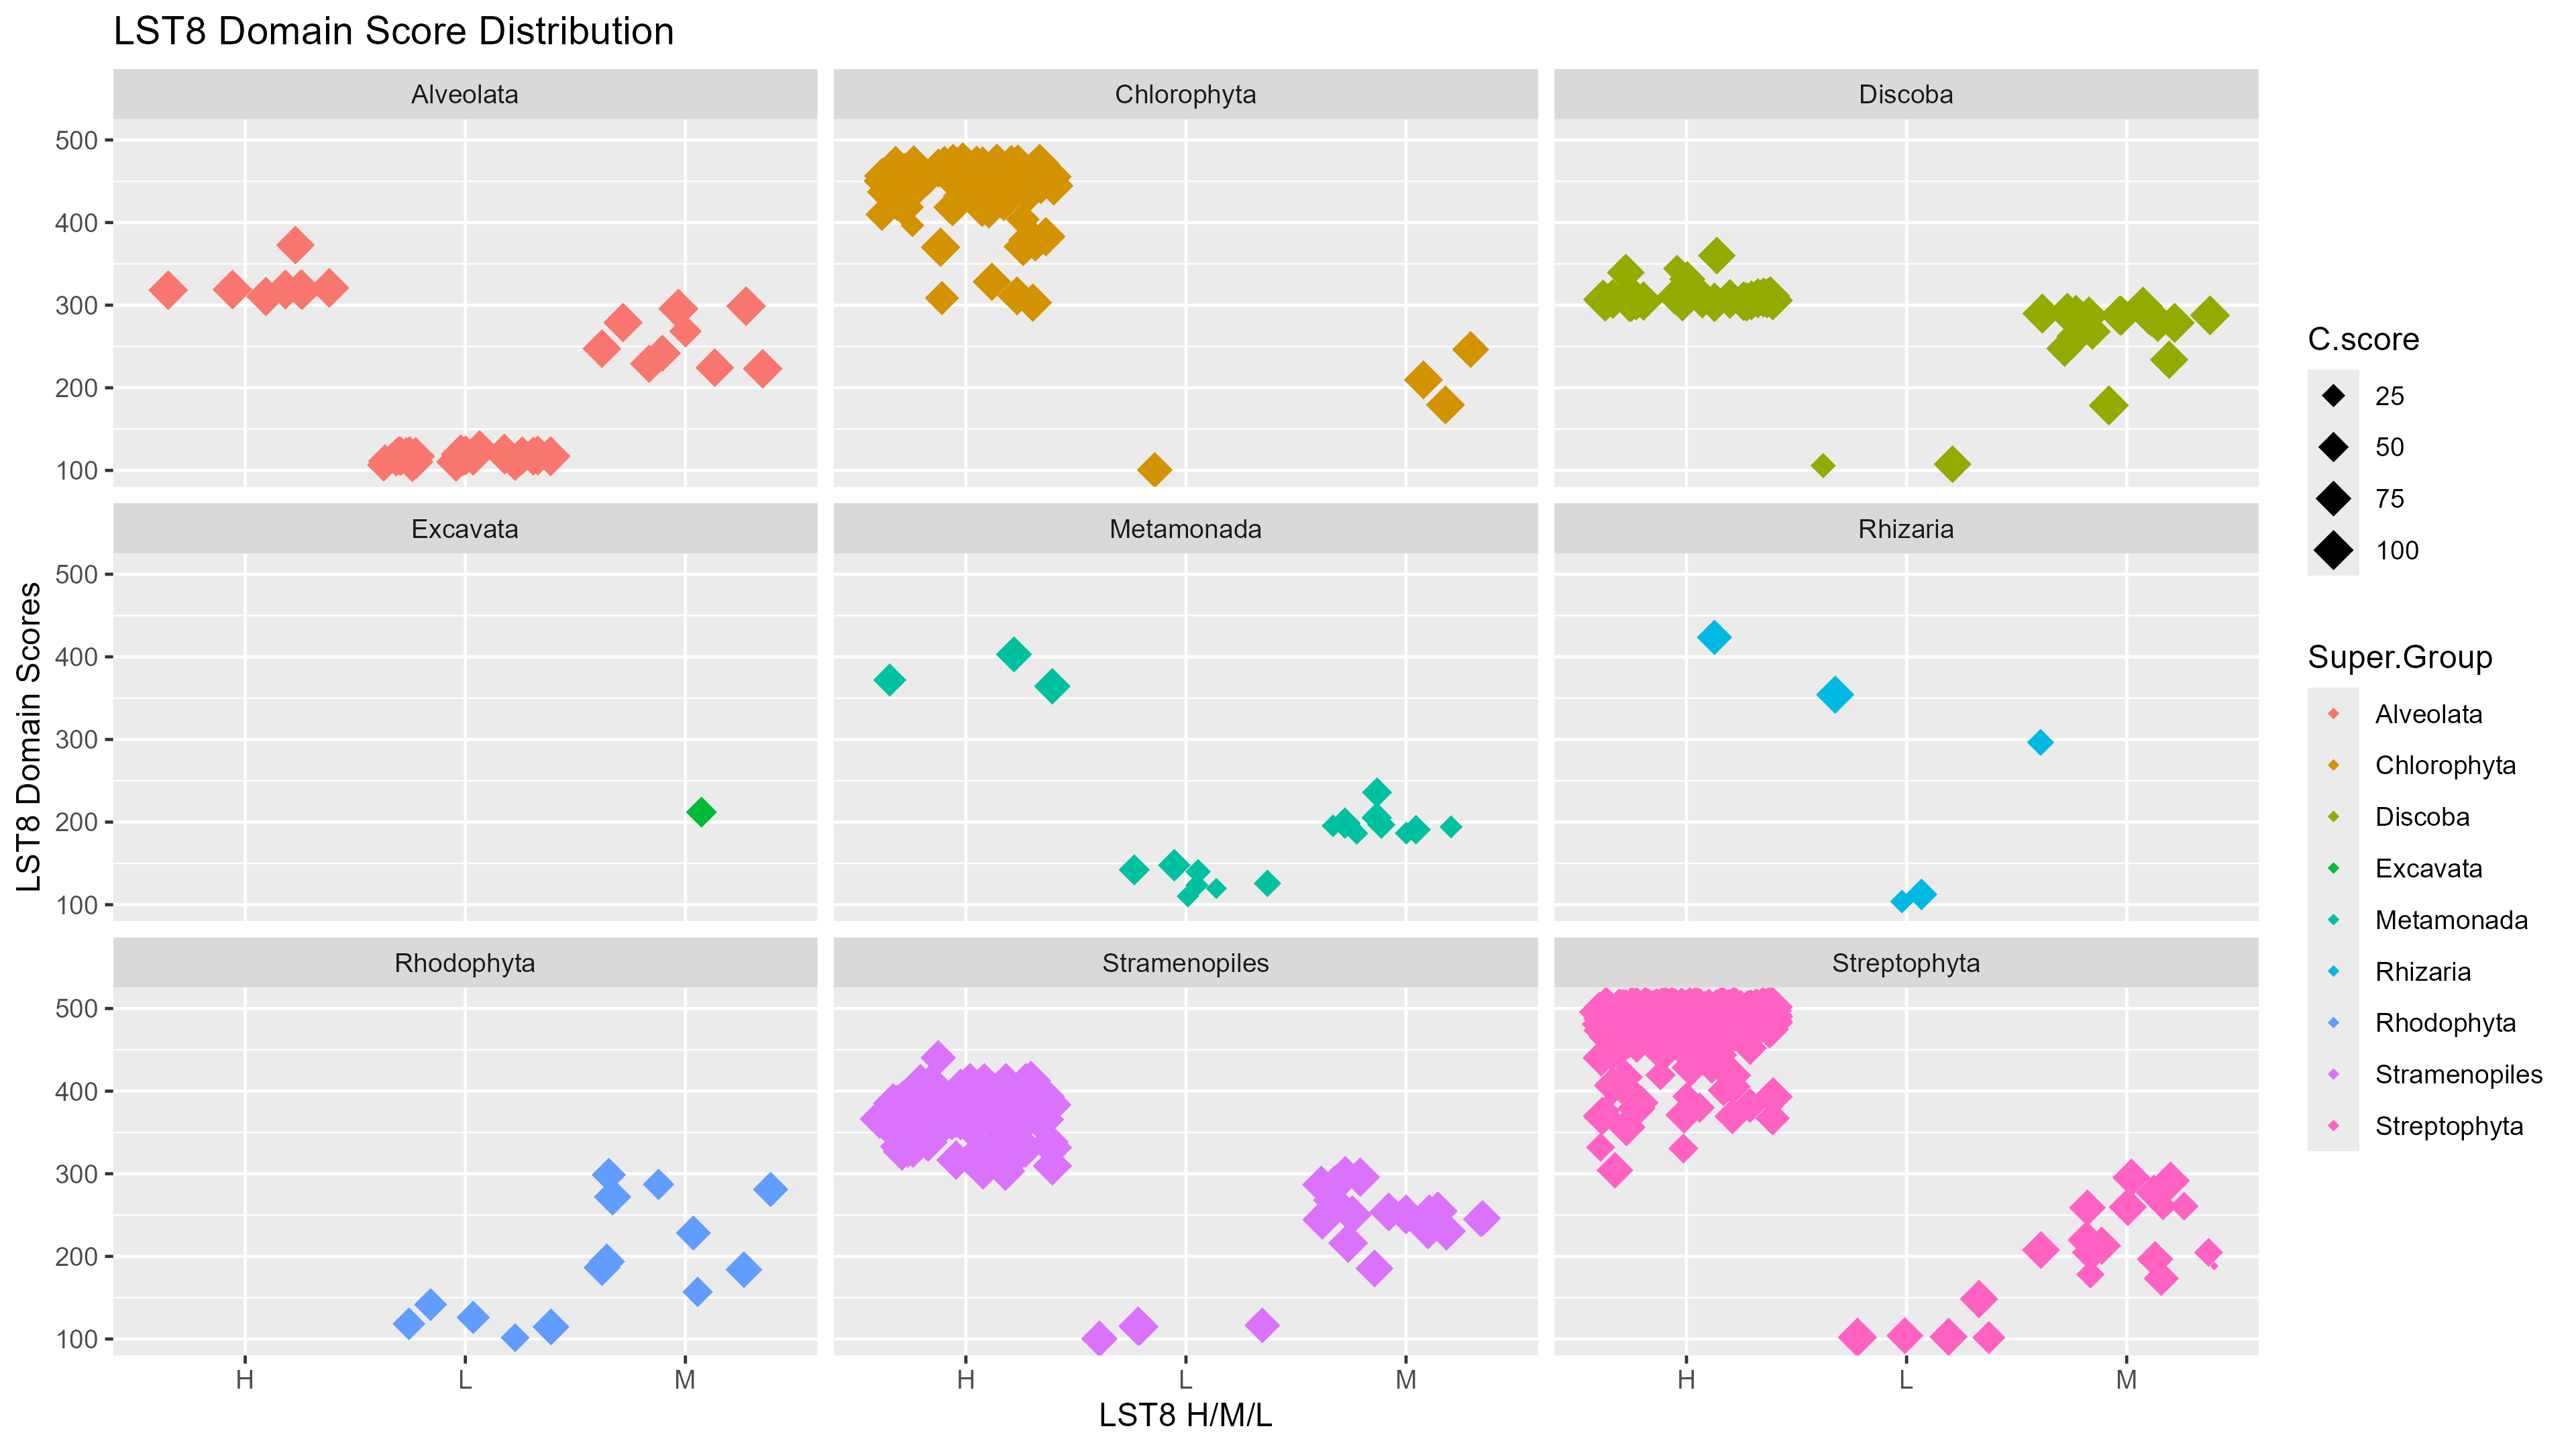 LST8 Domain Score Distribution
Alveolata
Chlorophyta
Discoba
500
400
300
200
100
Excavata
Metamonada
Rhizaria
500
400
300
200
100
Rhodophyta
Stramenopiles
Streptophyta
500
400
300
200
100
H
L
M
H
L
M
H
L
M
LST8 H/M/L
LST8 Domain Scores
C.score
25
50
75
100
Super.Group
Alveolata
Chlorophyta
Discoba
Excavata
Metamonada
Rhizaria
Rhodophyta
Stramenopiles
Streptophyta